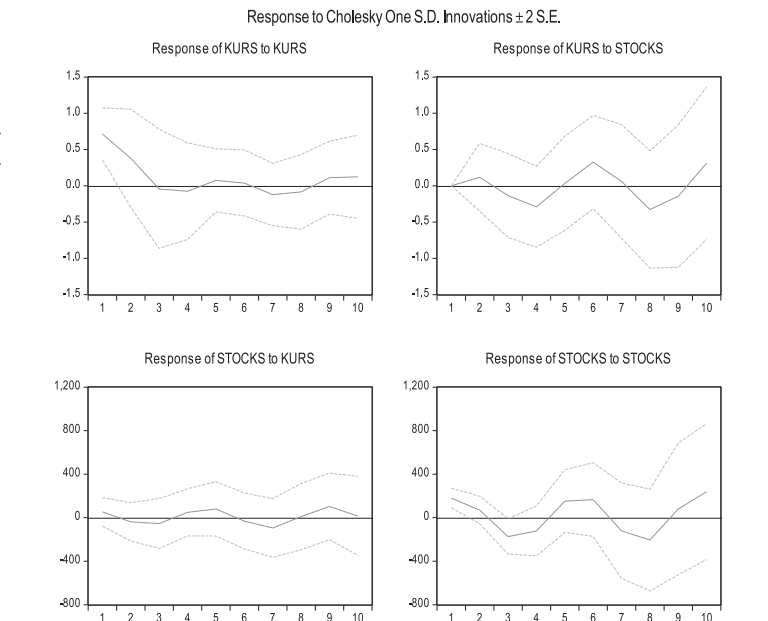 Response to Cholesky One S.D. Innovations ± 2 S.E.
Response of KURS to KURS
1.5
1.0
0.5
0.0
-0.5
-1.0
-1.5
1 2 3 4 5 6 7 8 9 10
Response of KURS to STOCKS
1.5
1.0
0.5
0.0
-0.5
-1.0
-1.5
1 2 3 4 5 6 7 8 9 10
Response of STOCKS to KURS
1,200
800
400
0
-400
-800
1 2 3 4 5 6 7 8 9 10
Response of STOCKS to STOCKS
1,200
800
400
0
-400
-800
1 2 3 4 5 6 7 8 9 10